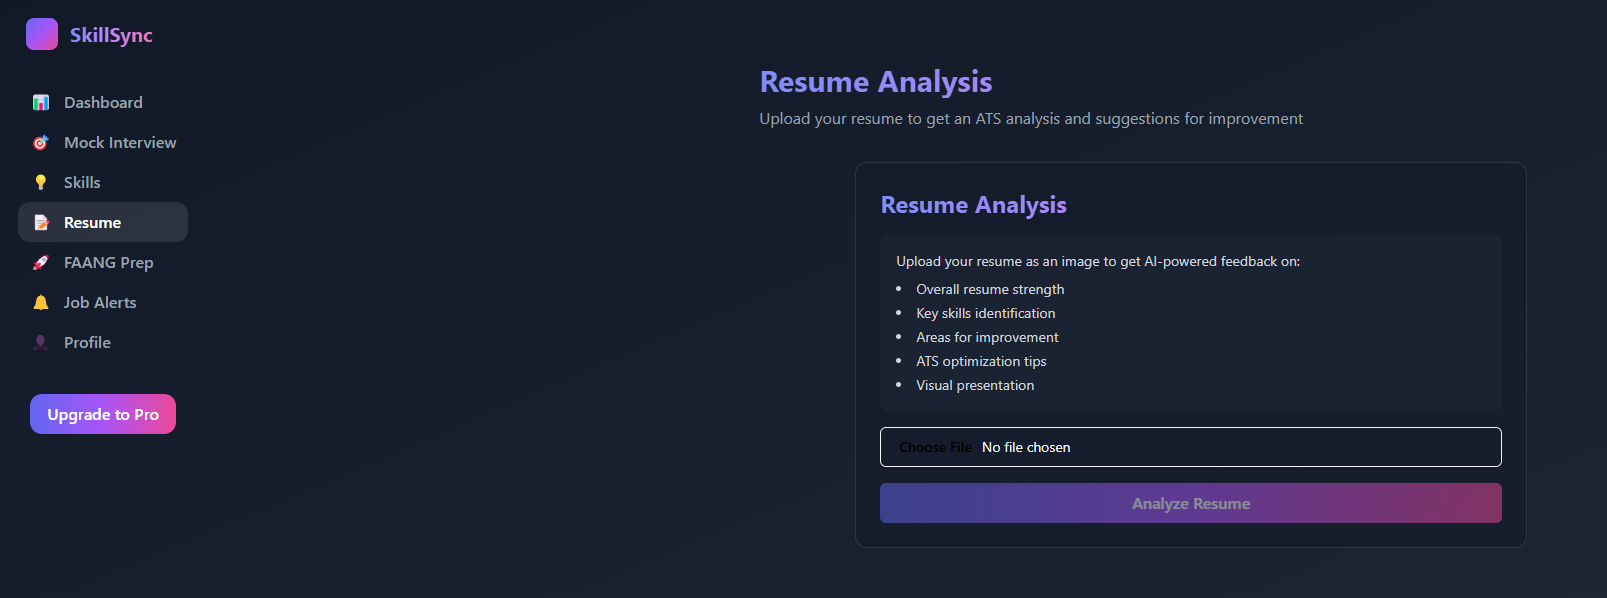 SkillSync
Dashboard
Mock Interview
Skills
Resume
FAANG Prep
Job Alerts
Profile
Upgrade to Pro
Resume Analysis
Upload your resume to get an ATS analysis and suggestions for improvement
Resume Analysis
Upload your resume as an image to get AI-powered feedback on:
• Overall resume strength
• Key skills identification
• Areas for improvement
• ATS optimization tips
• Visual presentation
Choose File No file chosen
Analyze Resume